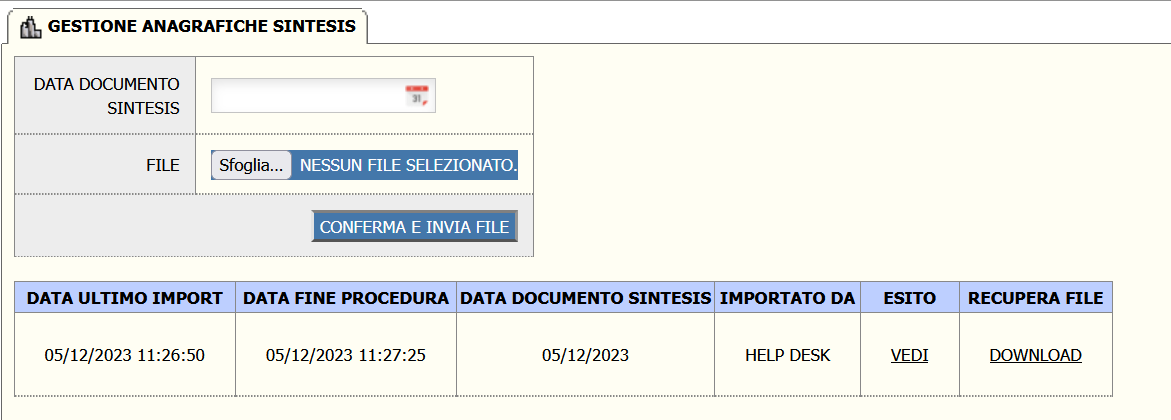 GESTIONE ANAGRAFICHE SINTESIS
DATA DOCUMENTO
SINTESIS
31
FILE
Sfoglia... NESSUN FILE SELEZIONATO.
CONFERMA E INVIA FILE
DATA ULTIMO IMPORT DATA FINE PROCEDURA DATA DOCUMENTO SINTESIS IMPORTATO DA ESITO RECUPERA FILE
05/12/2023 11:26:50 05/12/2023 11:27:25 05/12/2023 HELP DESK VEDI DOWNLOAD